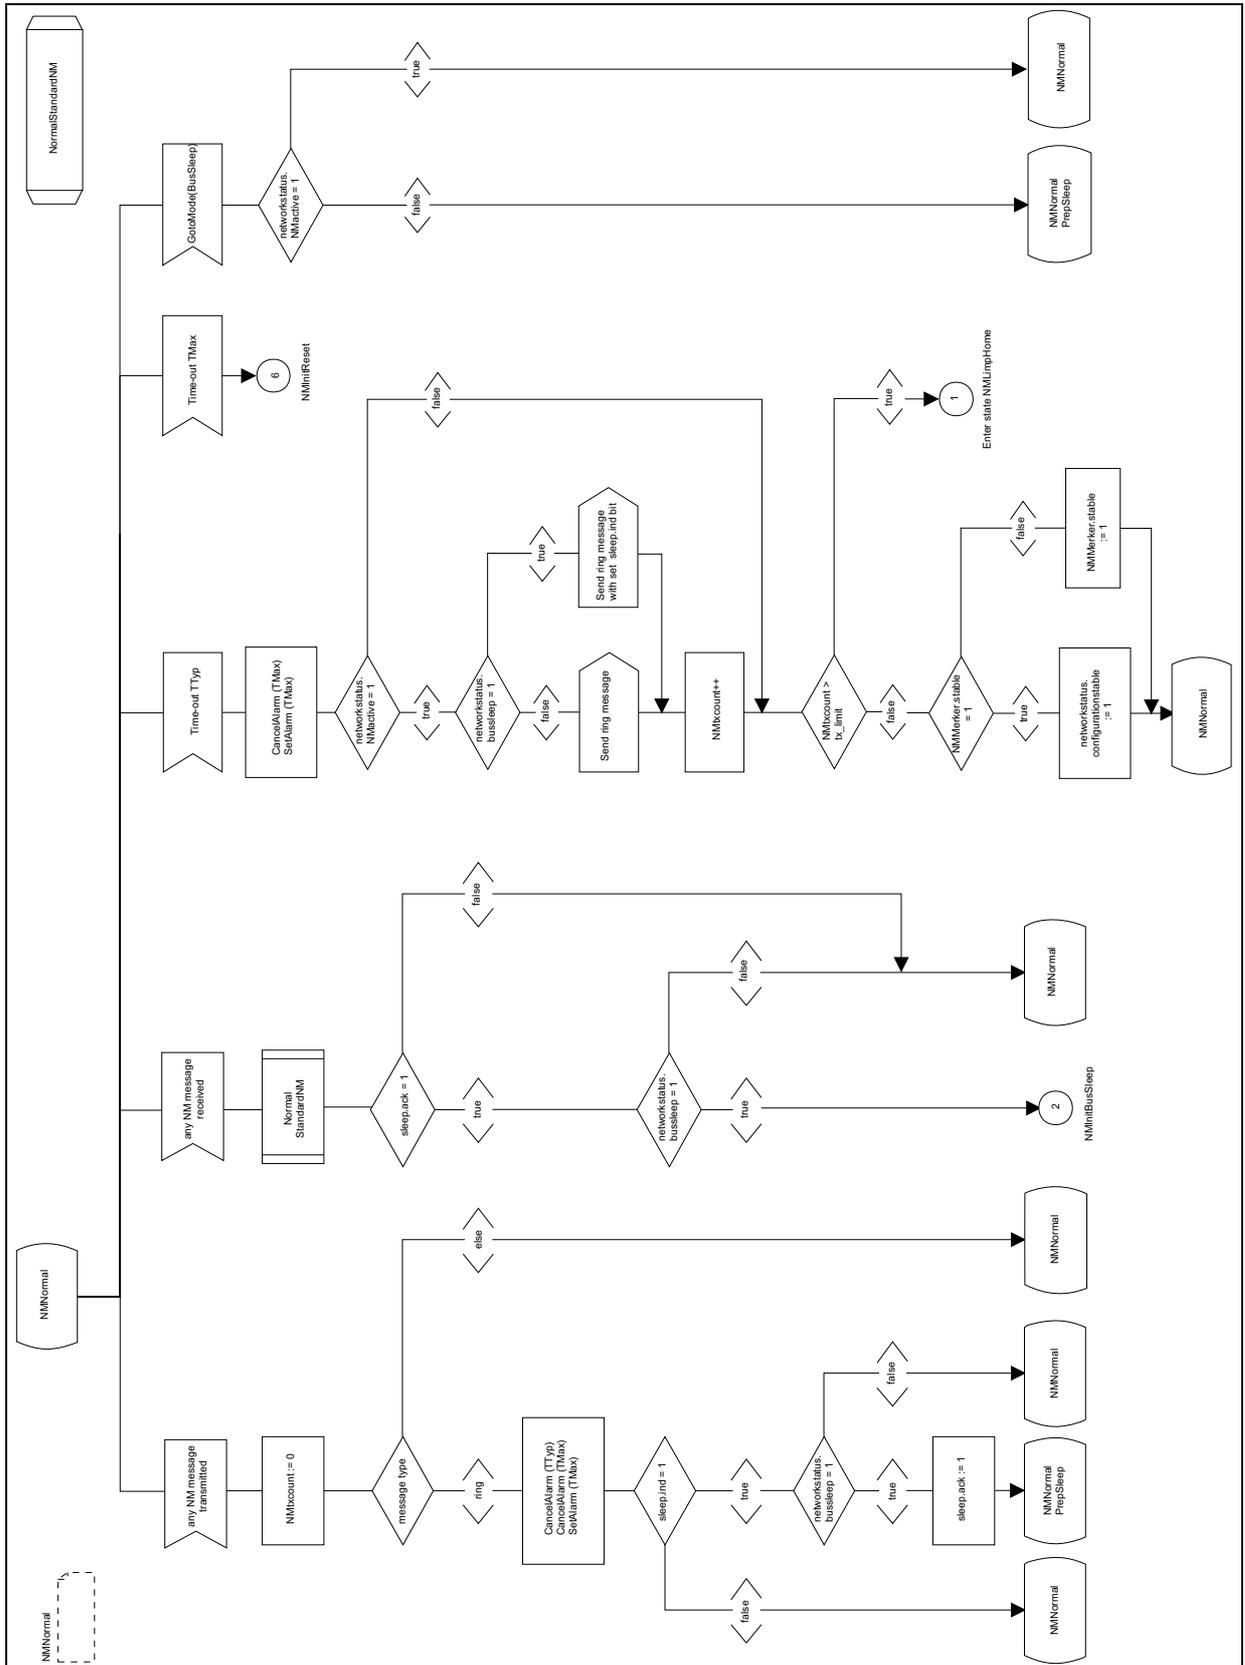 NMNormal
NMNormal
NormalStandardNM
any NM message
transmitted
NMtxcount := 0
message type
else
ring
NMNormal
CancelAlarm (TTyp)
CancelAlarm (TMax)
SetAlarm (TMax)
sleep.ind = 1
false
true
NMNormal
networkstatus.
bussleep = 1
false
true
NMNormal
sleep.ack := 1
NMNormal
PrepSleep
any NM message
received
Normal
StandardNM
sleep.ack = 1
false
true
networkstatus.
bussleep = 1
false
true
NMNormal
2
NMInitBusSleep
Time-out TTyp
CancelAlarm (TMax)
SetAlarm (TMax)
networkstatus.
NMactive = 1
false
true
networkstatus.
bussleep = 1
true
false
Send ring message
with set sleep.ind bit
Send ring message
NMtxcount++
NMtxcount >
tx_limit
true
false
1
Enter state NMLimpHome
NMMerker.stable
= 1
false
true
NMMerker.stable
:= 1
networkstatus.
configurationstable
:= 1
NMNormal
Time-out TMax
6
NMInitReset
GotoMode(BusSleep)
networkstatus.
NMactive = 1
true
false
NMNormal
NMNormal
PrepSleep